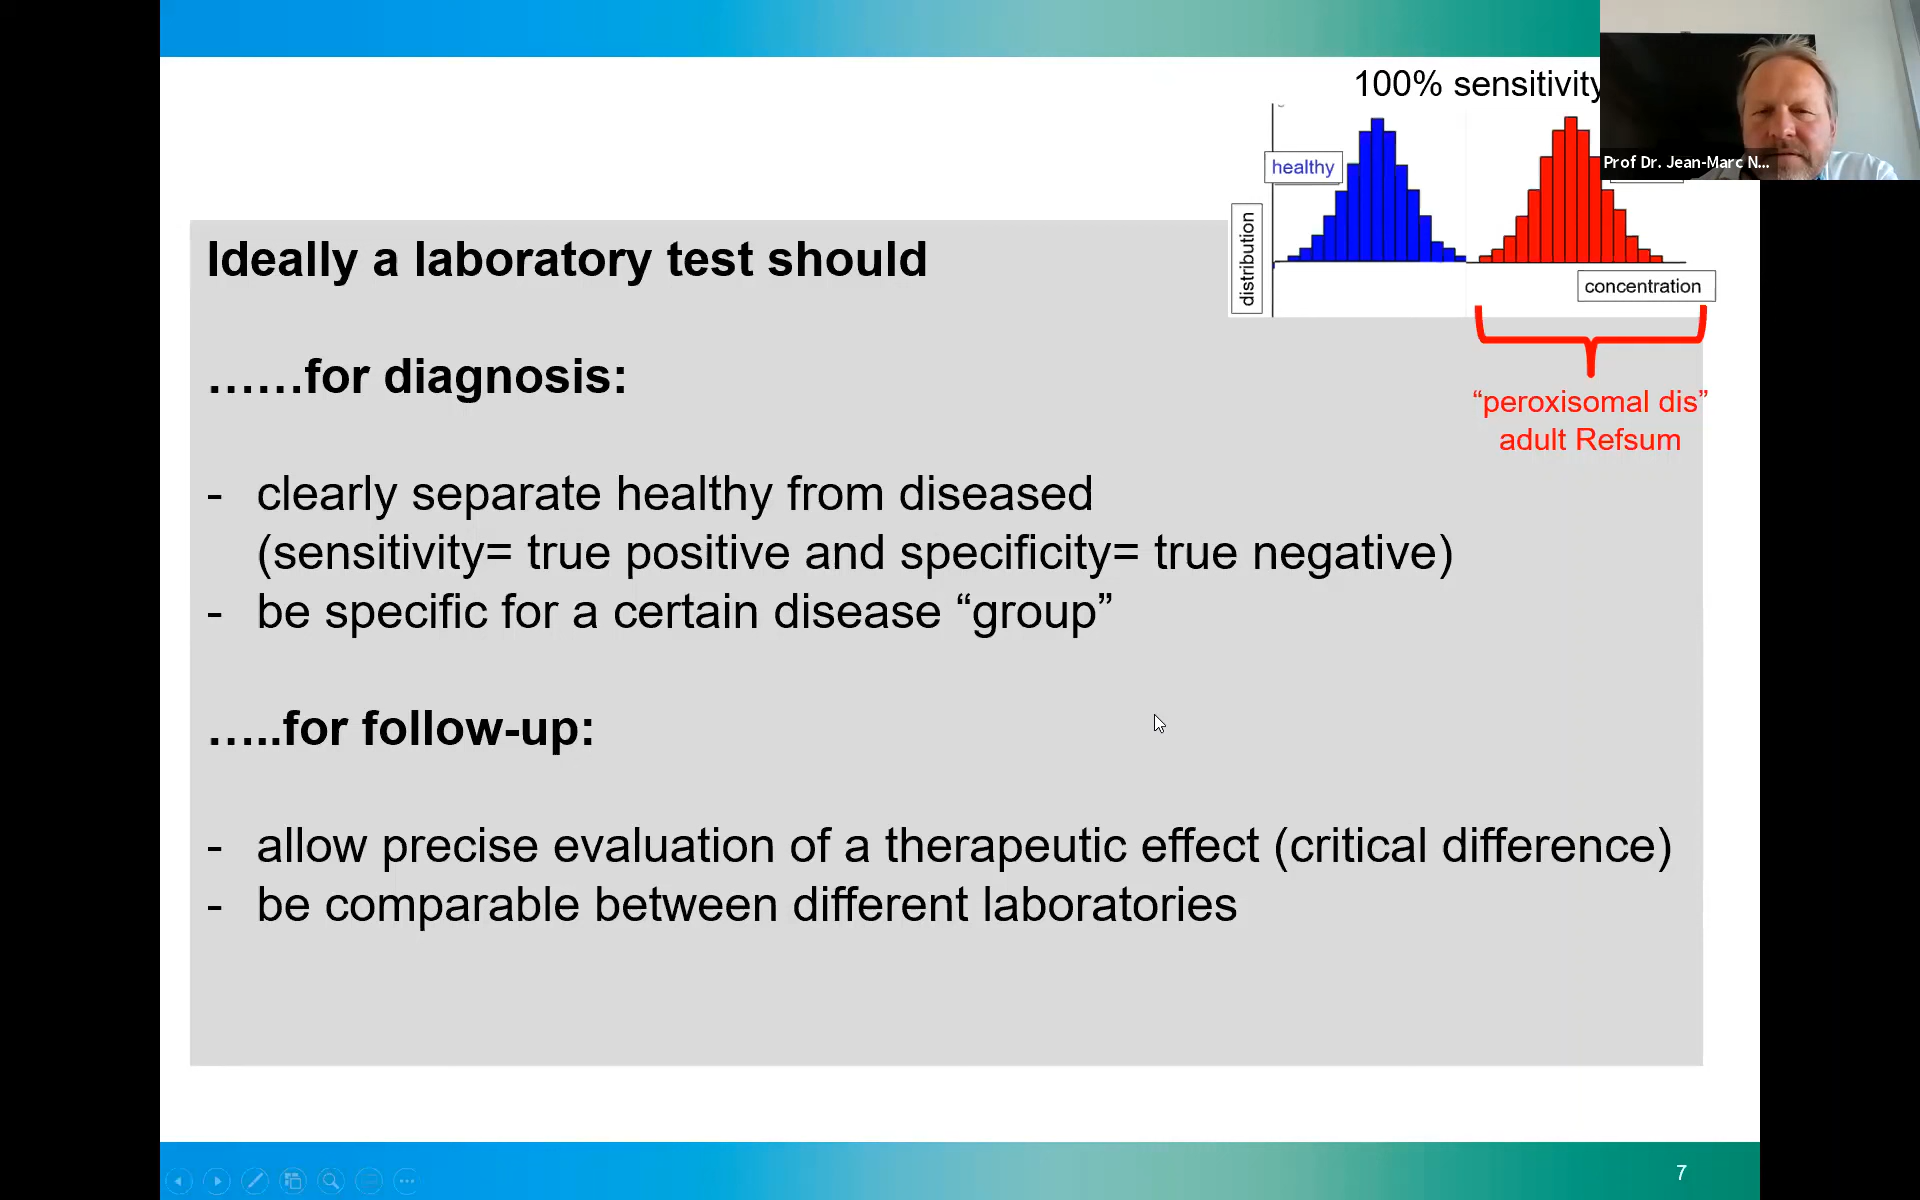 100% sensitivity
Prof Dr. Jean-Marc N...
healthy
distribution
concentration
“peroxisomal dis”
adult Refsum
Ideally a laboratory test should
……for diagnosis:
- clearly separate healthy from diseased
(sensitivity= true positive and specificity= true negative)
- be specific for a certain disease “group”
…..for follow-up:
- allow precise evaluation of a therapeutic effect (critical difference)
- be comparable between different laboratories
7